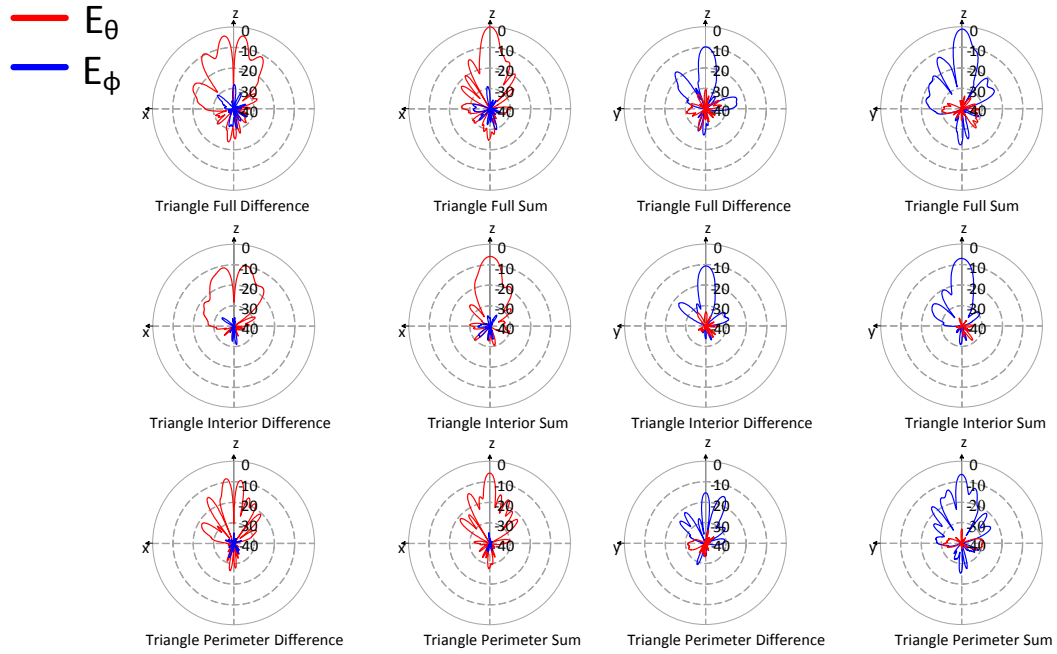 E_θ
E_ϕ
z z z z
0 0 0 0
-10 -10 -10 -10
-20 -20 -20 -20
-30 -30 -30 -30
x -40 x -40 y -40 y -40
Triangle Full Difference Triangle Full Sum Triangle Full Difference Triangle Full Sum
z z z z
0 0 0 0
-10 -10 -10 -10
-20 -20 -20 -20
-30 -30 -30 -30
x -40 x -40 y -40 y -40
Triangle Interior Difference Triangle Interior Sum Triangle Interior Difference Triangle Interior Sum
z z z z
0 0 0 0
-10 -10 -10 -10
-20 -20 -20 -20
-30 -30 -30 -30
x -40 x -40 y -40 y -40
Triangle Perimeter Difference Triangle Perimeter Sum Triangle Perimeter Difference Triangle Perimeter Sum